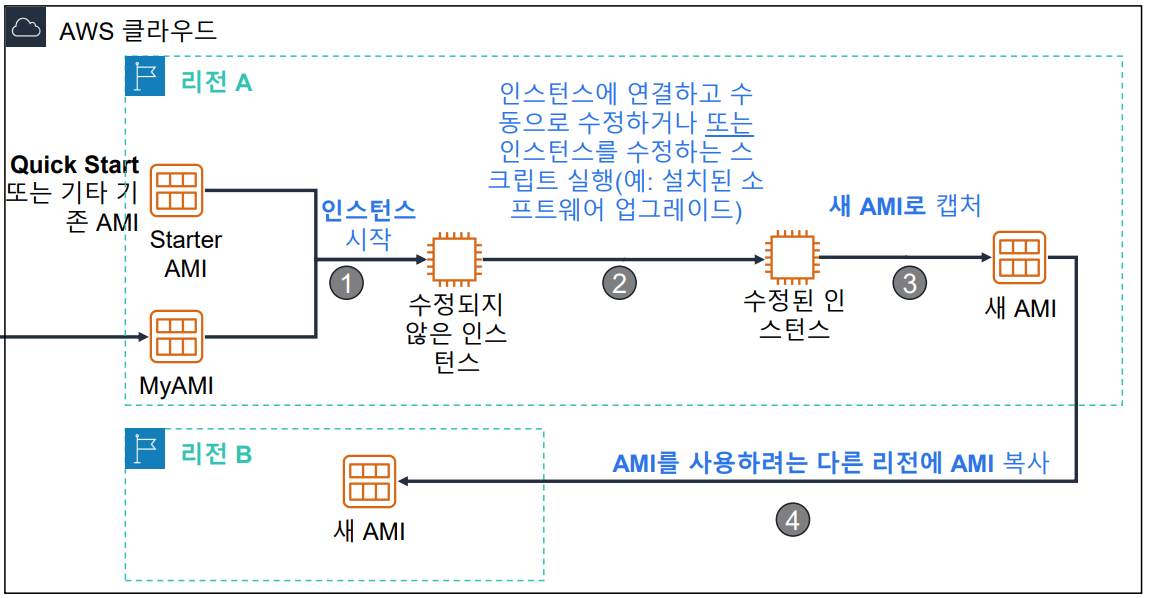 AWS 클라우드
리전 A
Quick Start
또는 기타 기
존 AMI
Starter
AMI
MyAMI
인스턴스
시작
1
수정되지
않은 인스
턴스
인스턴스에 연결하고 수
동으로 수정하거나 또는
인스턴스를 수정하는 스
크립트 실행(예: 설치된 소
프트웨어 업그레이드)
2
수정된 인
스턴스
새 AMI로 캡처
3
새 AMI
리전 B
새 AMI
AMI를 사용하려는 다른 리전에 AMI 복사
4